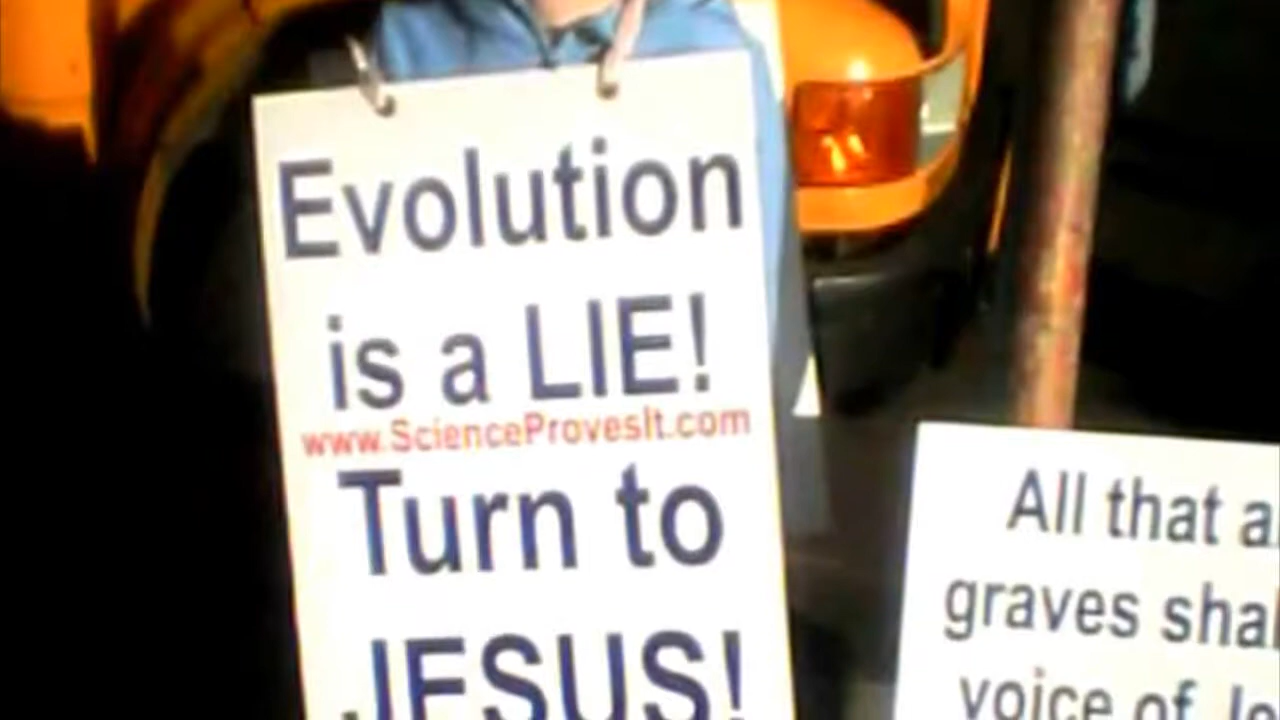 Evolution
is a LIE!
www.ScienceProvesIt.com
Turn to
JESUS!
All that
graves
voice of